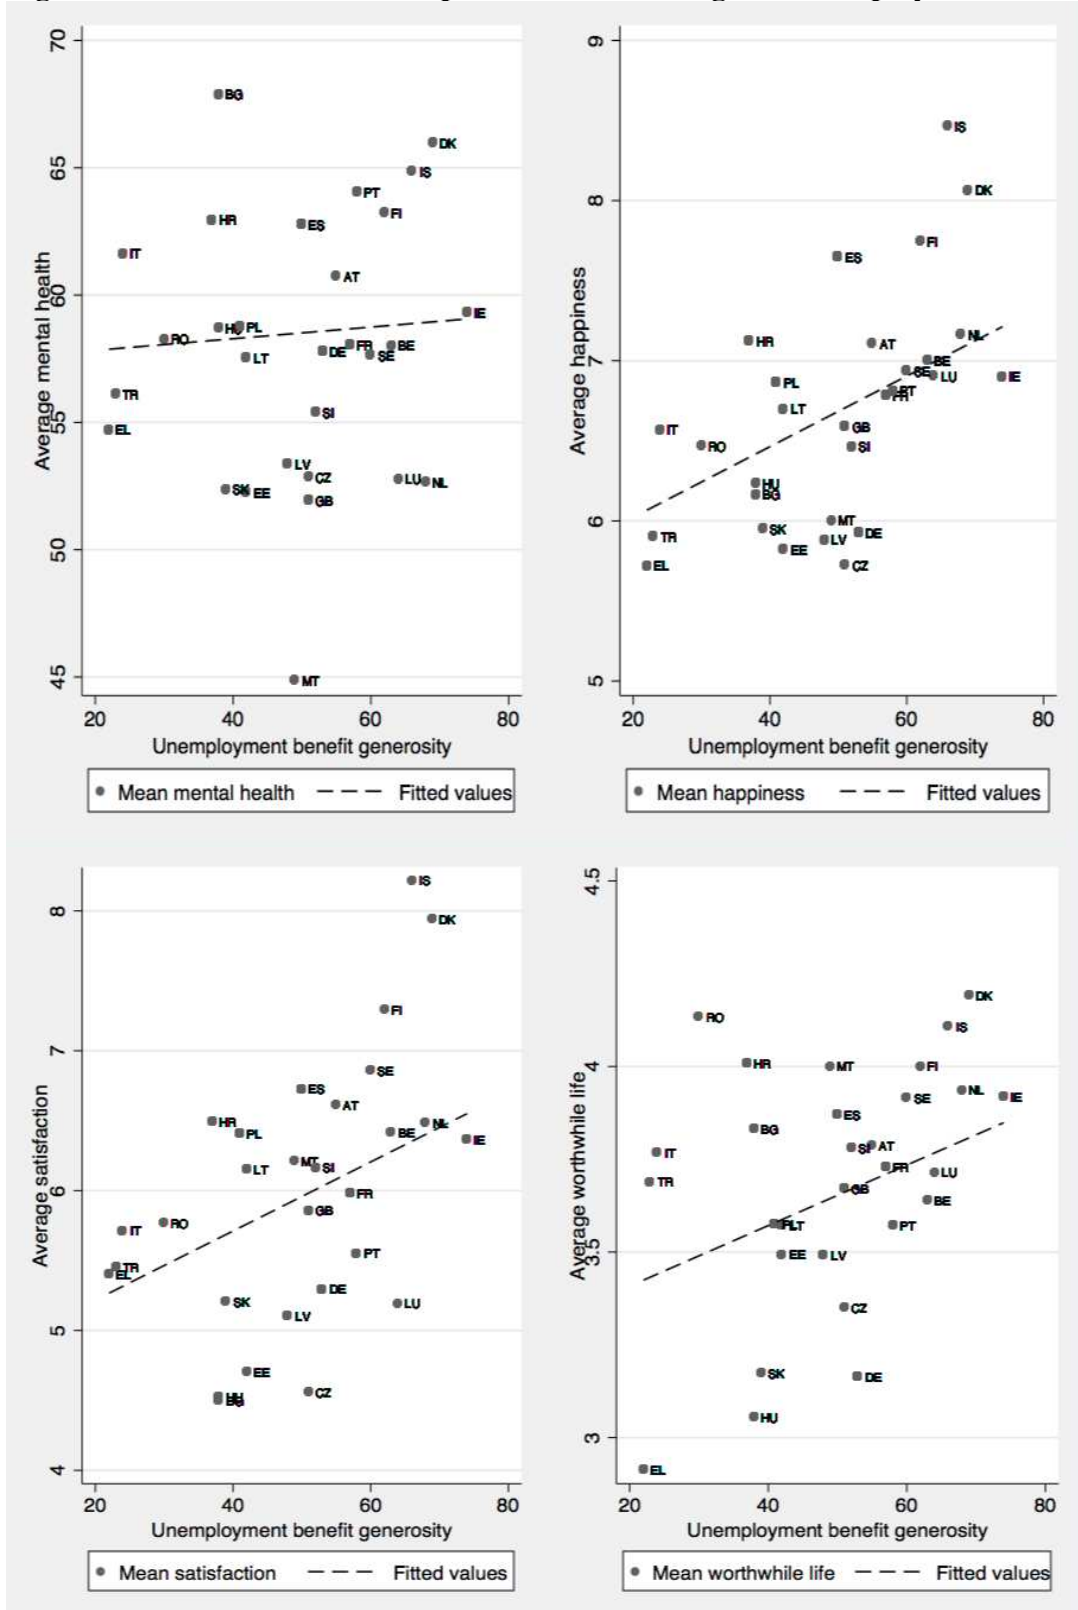 Average mental health
70
65
60
55
50
45
BG
DK
IS
PT
FI
HR
ES
IT
AT
IE
HU PL
RO
FR BE
DE SE
LT
TR
SI
EL
LV
CZ LU NL
SK EE
GB
MT
20 40 60 80
Unemployment benefit generosity
Mean mental health Fitted values
Average happiness
9
8
7
6
5
IS
DK
FI
ES
NL
HR AT
BE
SE LU IE
PL
PT
FR
LT
GB
IT
RO SI
HU
BG
MT
SK DE
TR LV
EE
EL CZ
20 40 60 80
Unemployment benefit generosity
Mean happiness Fitted values
Average satisfaction
8
7
6
5
4
IS
DK
FI
SE
ES
AT
HR NL
PL BE
IE
MT
LT SI
FR
GB
RO
IT
PT
TR
EL
DE
SK LU
LV
EE
CZ
HU
BG
20 40 60 80
Unemployment benefit generosity
Mean satisfaction Fitted values
Average worthwhile life
4.5
4
3.5
3
DK
RO
IS
HR MT FI
NL
SE IE
ES
BG
SI AT
IT
FR
LU
TR
GB
BE
PL LT PT
EE LV
CZ
SK DE
HU
EL
20 40 60 80
Unemployment benefit generosity
Mean worthwhile life Fitted values